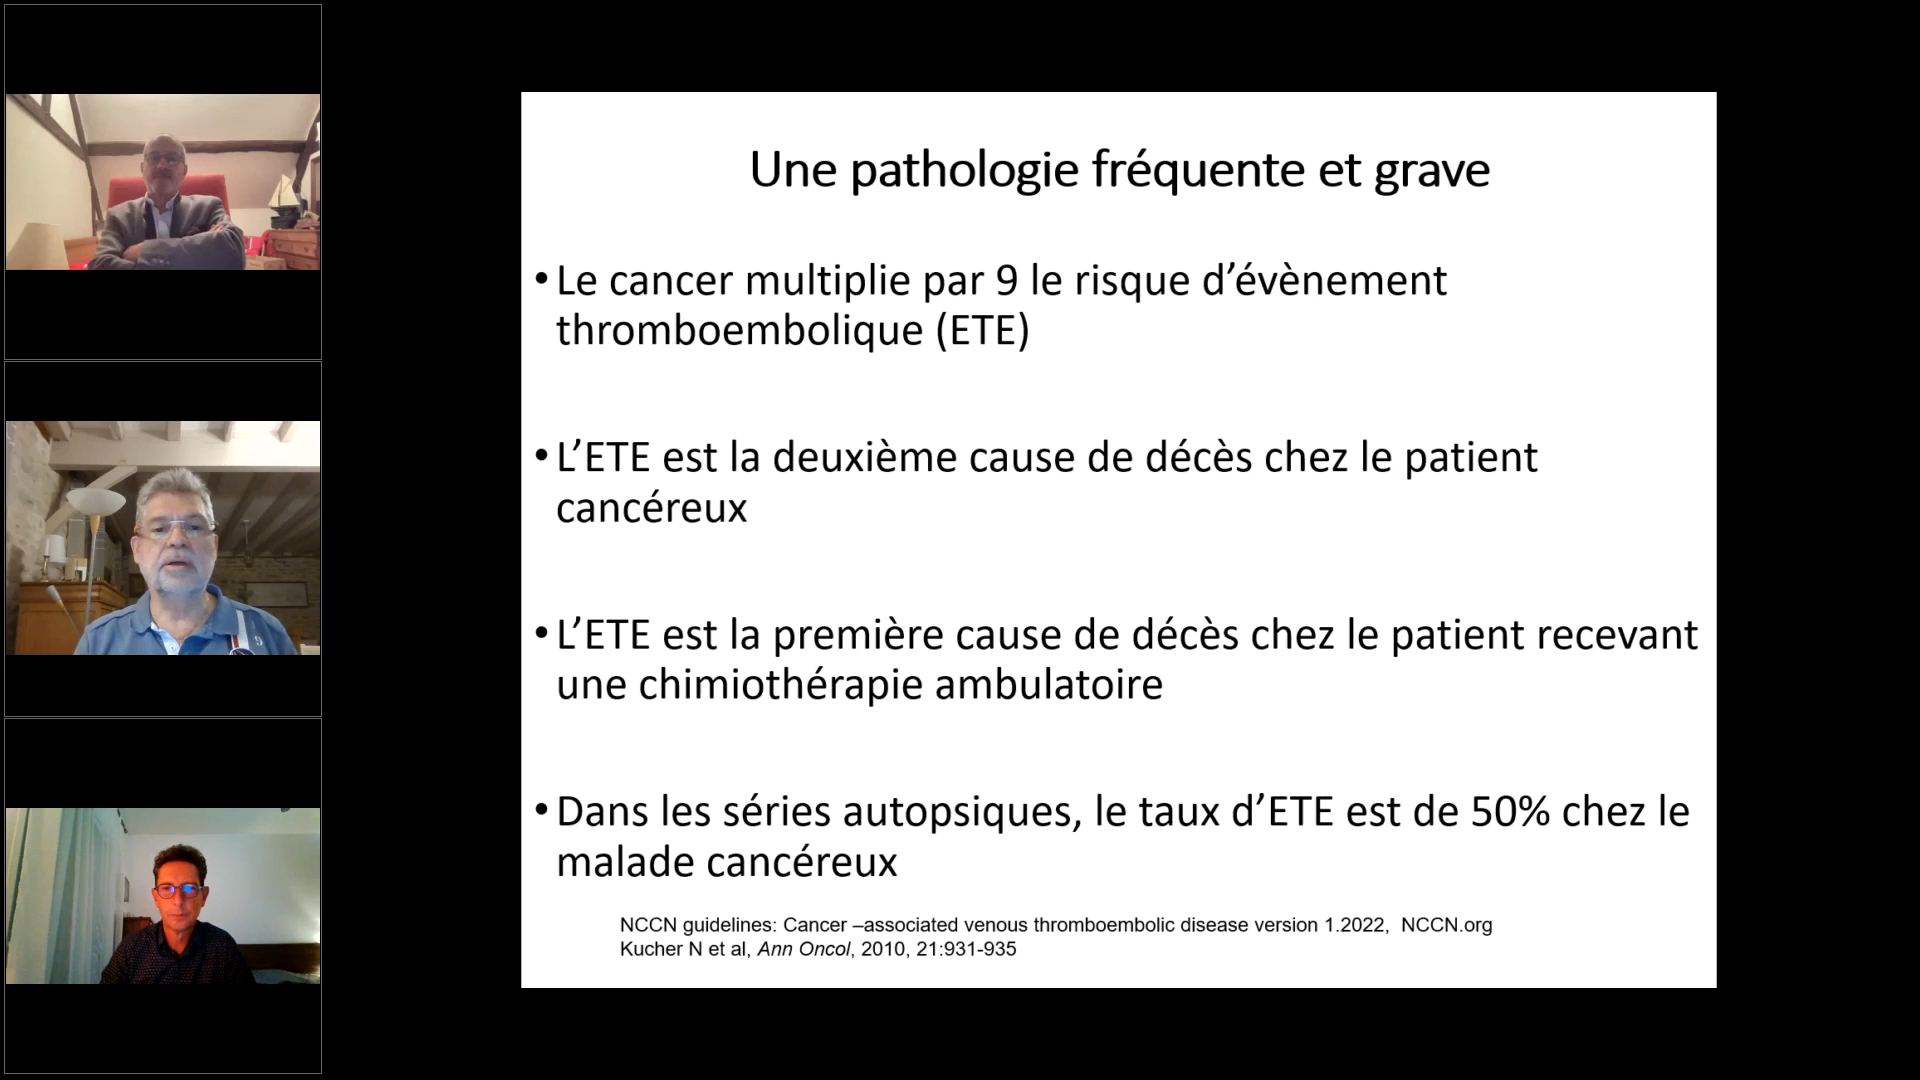 Une pathologie fréquente et grave
• Le cancer multiplie par 9 le risque d’évènement
thromboembolique (ETE)
• L’ETE est la deuxième cause de décès chez le patient
cancéreux
• L’ETE est la première cause de décès chez le patient recevant
une chimiothérapie ambulatoire
• Dans les séries autopsiques, le taux d’ETE est de 50% chez le
malade cancéreux
NCCN guidelines: Cancer –associated venous thromboembolic disease version 1.2022, NCCN.org
Kucher N et al, Ann Oncol, 2010, 21:931-935